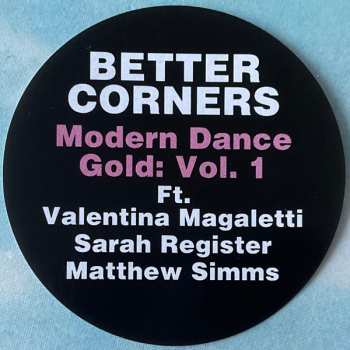 BETTER
CORNERS
Modern Dance
Gold: Vol. 1
Ft.
Valentina Magaletti
Sarah Register
Matthew Simms